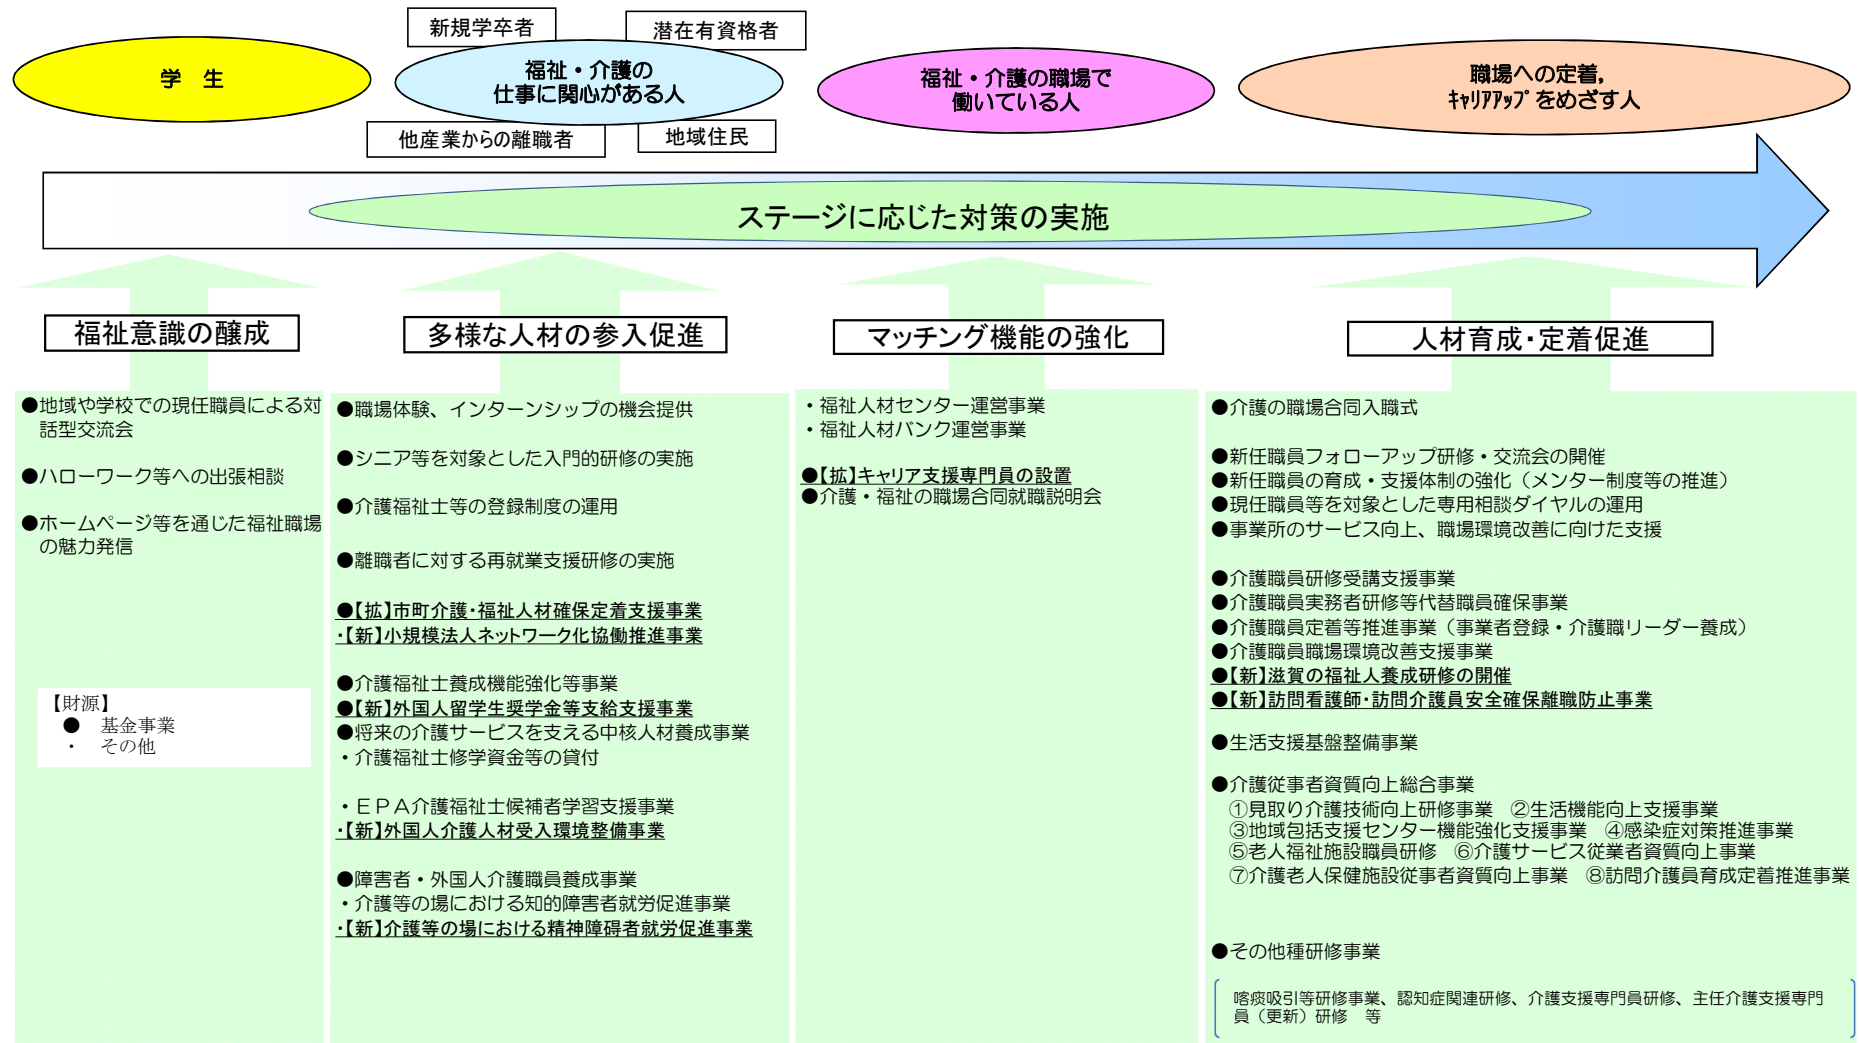 新規学卒者
潜在有資格者
学　生
福祉・介護の
仕事に関心がある人
福祉・介護の職場で
働いている人
職場への定着，
ｷｬﾘｱｱｯﾌﾟをめざす人
他産業からの離職者
地域住民
ステージに応じた対策の実施
福祉意識の醸成
多様な人材の参入促進
マッチング機能の強化
人材育成・定着促進
●地域や学校での現任職員による対
話型交流会
●ハローワーク等への出張相談
●ホームページ等を通じた福祉職場
の魅力発信
【財源】
●　基金事業
・　その他
●職場体験、インターンシップの機会提供
●シニア等を対象とした入門的研修の実施
●介護福祉士等の登録制度の運用
●離職者に対する再就業支援研修の実施
●【拡】市町介護・福祉人材確保定着支援事業
・【新】小規模法人ネットワーク化協働推進事業
●介護福祉士養成機能強化等事業
●【新】外国人留学生奨学金等支給支援事業
●将来の介護サービスを支える中核人材養成事業
・介護福祉士修学資金等の貸付
・ＥＰＡ介護福祉士候補者学習支援事業
・【新】外国人介護人材受入環境整備事業
●障害者・外国人介護職員養成事業
・介護等の場における知的障害者就労促進事業
・【新】介護等の場における精神障碍者就労促進事業
・福祉人材センター運営事業
・福祉人材バンク運営事業
●【拡】キャリア支援専門員の設置
●介護・福祉の職場合同就職説明会
●介護の職場合同入職式
●新任職員フォローアップ研修・交流会の開催
●新任職員の育成・支援体制の強化（メンター制度等の推進）
●現任職員等を対象とした専用相談ダイヤルの運用
●事業所のサービス向上、職場環境改善に向けた支援
●介護職員研修受講支援事業
●介護職員実務者研修等代替職員確保事業
●介護職員定着等推進事業（事業者登録・介護職リーダー養成）
●介護職員職場環境改善支援事業
●【新】滋賀の福祉人養成研修の開催
●【新】訪問看護師・訪問介護員安全確保離職防止事業
●生活支援基盤整備事業
●介護従事者資質向上総合事業
①見取り介護技術向上研修事業　②生活機能向上支援事業
③地域包括支援センター機能強化支援事業　④感染症対策推進事業
⑤老人福祉施設職員研修　⑥介護サービス従業者資質向上事業
⑦介護老人保健施設従事者資質向上事業　⑧訪問介護員育成定着推進事業
●その他種研修事業
喀痰吸引等研修事業、認知症関連研修、介護支援専門員研修、主任介護支援専門
員（更新）研修　等